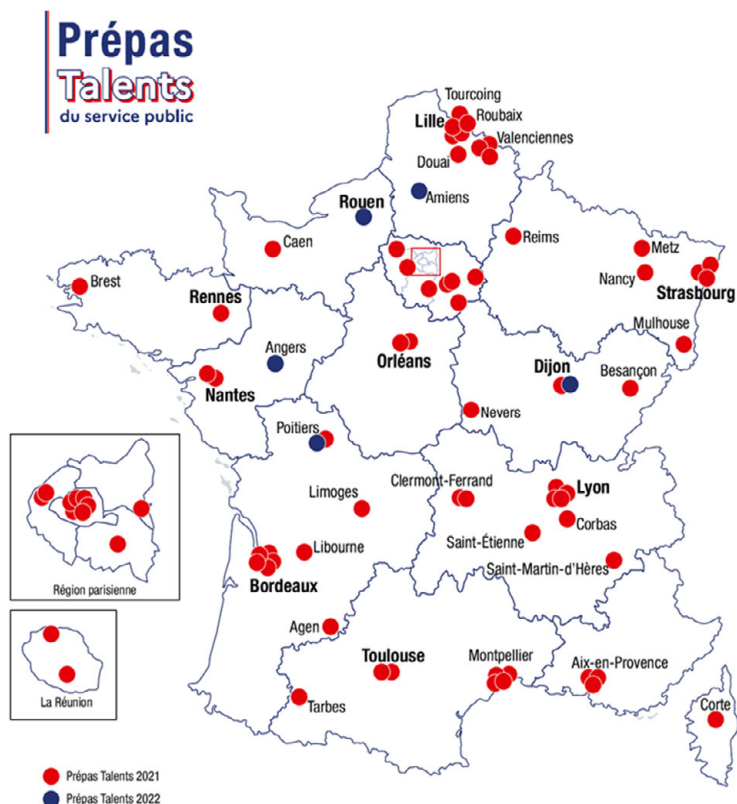 Prépas
Talents
du service public
Tourcoing
Roubaix
Lille
Valenciennes
Douai
Amiens
Rouen
Caen
Reims
Metz
Nancy
Strasbourg
Brest
Rennes
Mulhouse
Angers
Orléans
Dijon
Besançon
Nantes
Nevers
Poitiers
Clermont-Ferrand
Lyon
Limoges
Corbas
Saint-Étienne
Libourne
Saint-Martin-d'Hères
Bordeaux
Région parisienne
Agen
Toulouse
Montpellier
Aix-en-Provence
La Réunion
Tarbes
Corte
Prépas Talents 2021
Prépas Talents 2022